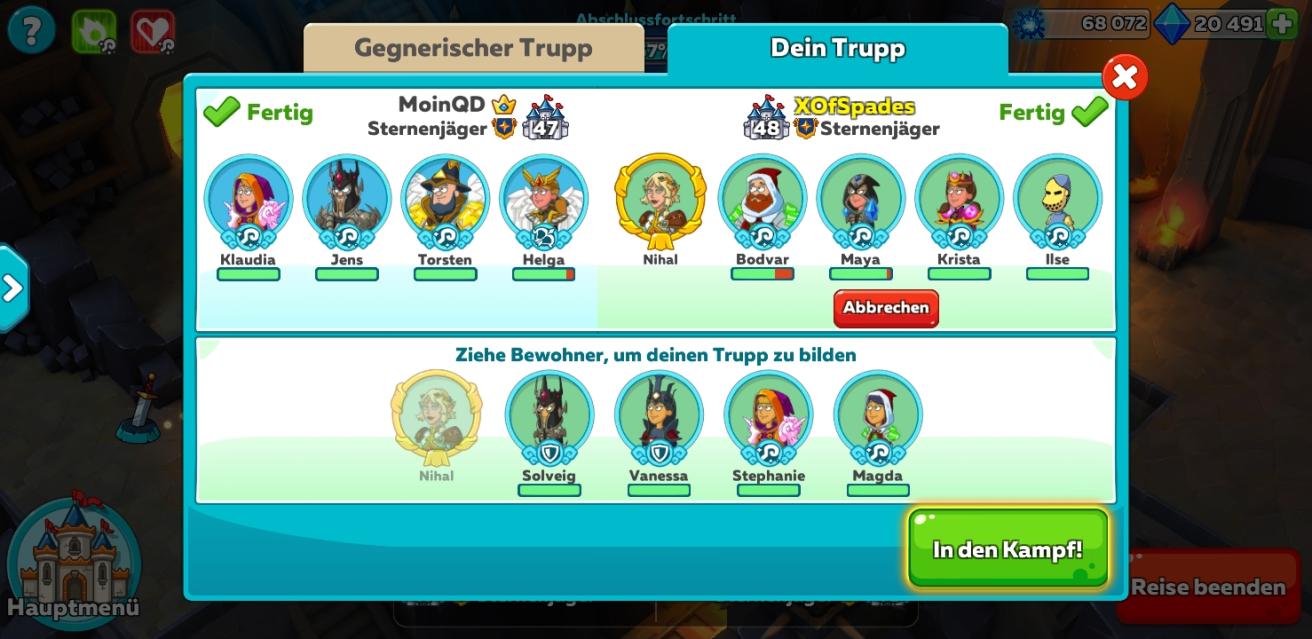 Abschlussfortschritt
68 072
20 491
Gegnerischer Trupp
7%
Dein Trupp
Fertig
MoinQD
Sternenjäger
47
XOfSpades
48
Sternenjäger
Fertig
Klaudia
Jens
Torsten
Helga
Nihal
Bodvar
Maya
Krista
Ilse
Abbrechen
Ziehe Bewohner, um deinen Trupp zu bilden
Nihal
Solveig
Vanessa
Stephanie
Magda
In den Kampf!
Reise beenden
Hauptmenü